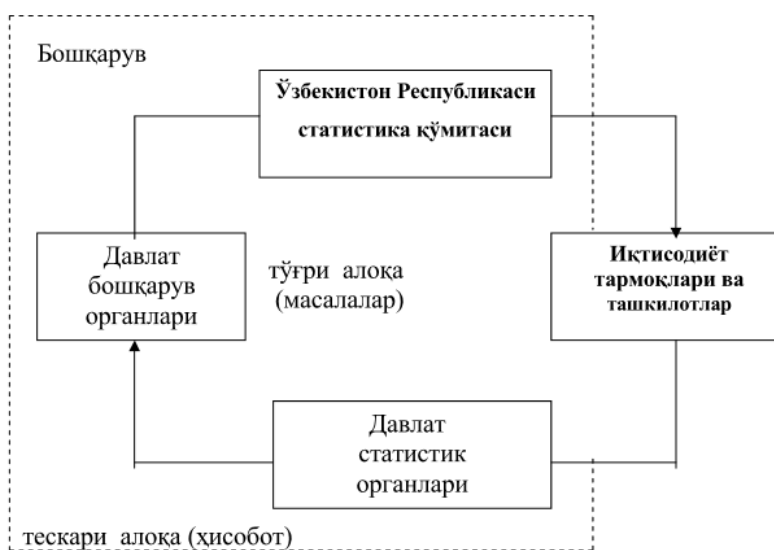 Бошқарув
Ўзбекистон Республикаси
статистика қўмитаси
Давлат
бошқарув
органлари
тўғри алоқа
(масалалар)
Иқтисодиёт
тармоқлари ва
ташкилотлар
Давлат
статистик
органлари
тескари алоқа (ҳисобот)